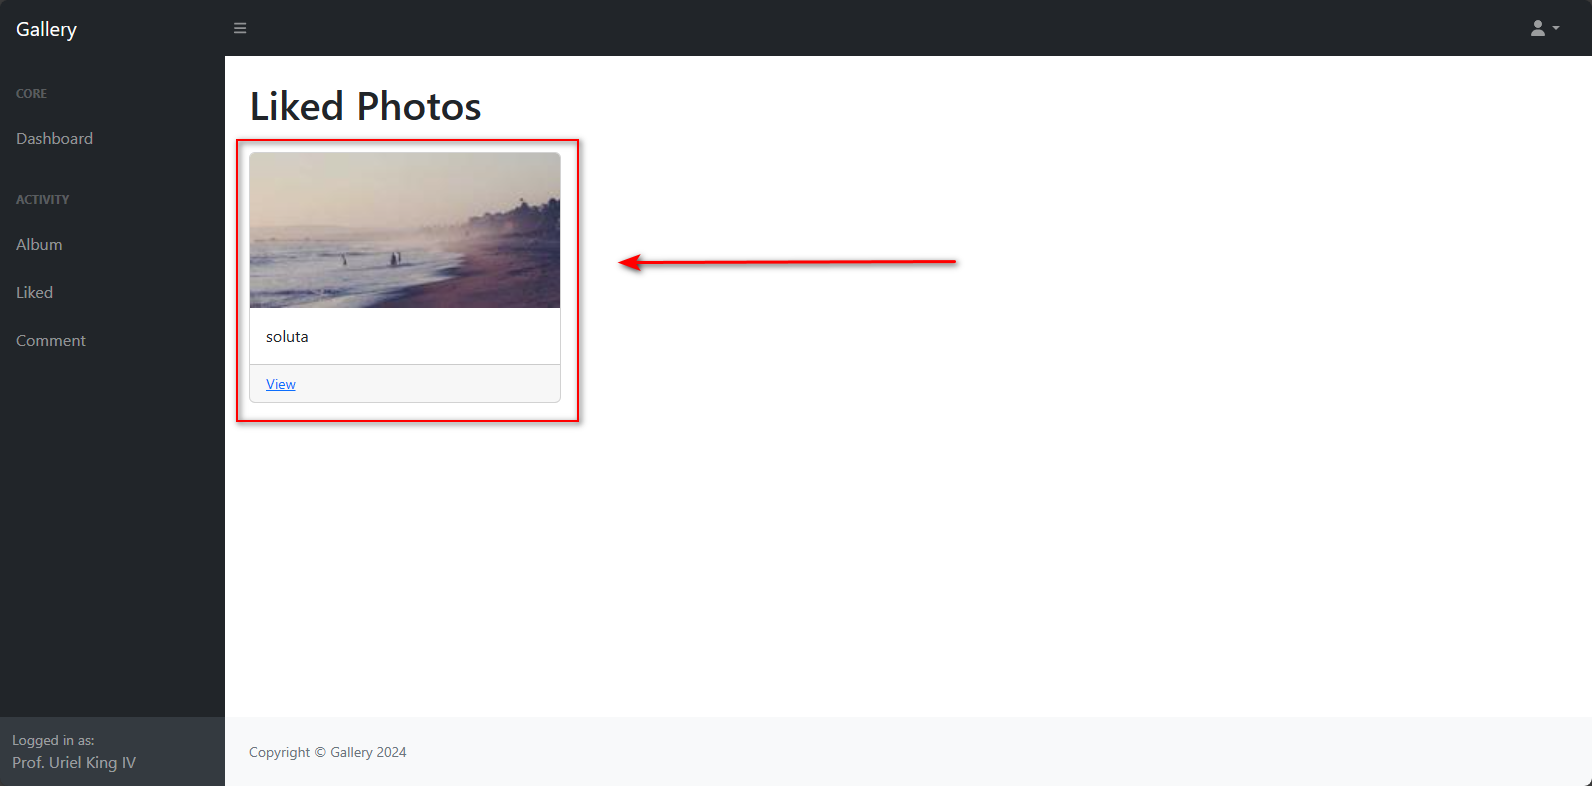 Gallery
CORE
Dashboard
ACTIVITY
Album
Liked
Comment
Logged in as:
Prof. Uriel King IV
Liked Photos
soluta
View
Copyright © Gallery 2024